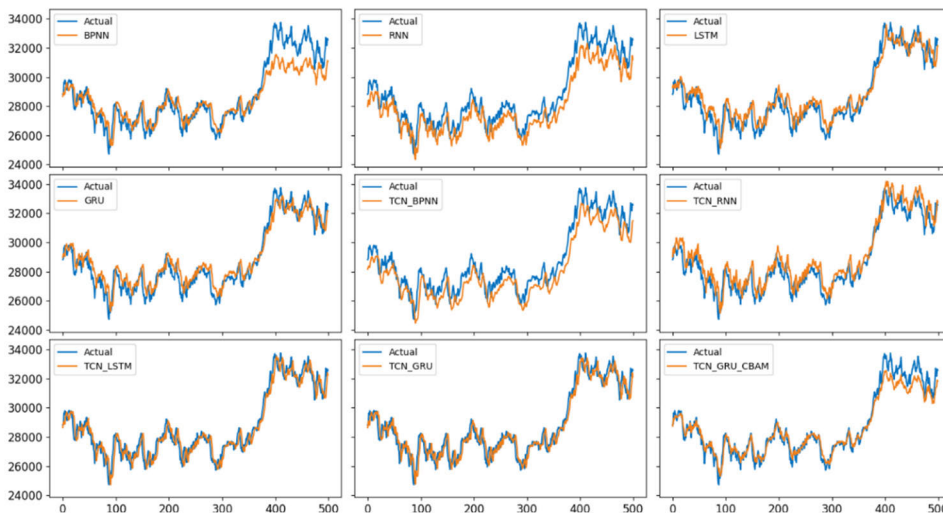 34000
32000
30000
28000
26000
24000
Actual
BPNN
Actual
RNN
Actual
LSTM
34000
32000
30000
28000
26000
24000
Actual
GRU
Actual
TCN_BPNN
Actual
TCN_RNN
34000
32000
30000
28000
26000
24000
Actual
TCN_LSTM
Actual
TCN_GRU
Actual
TCN_GRU_CBAM
0 100 200 300 400 500 0 100 200 300 400 500 0 100 200 300 400 500